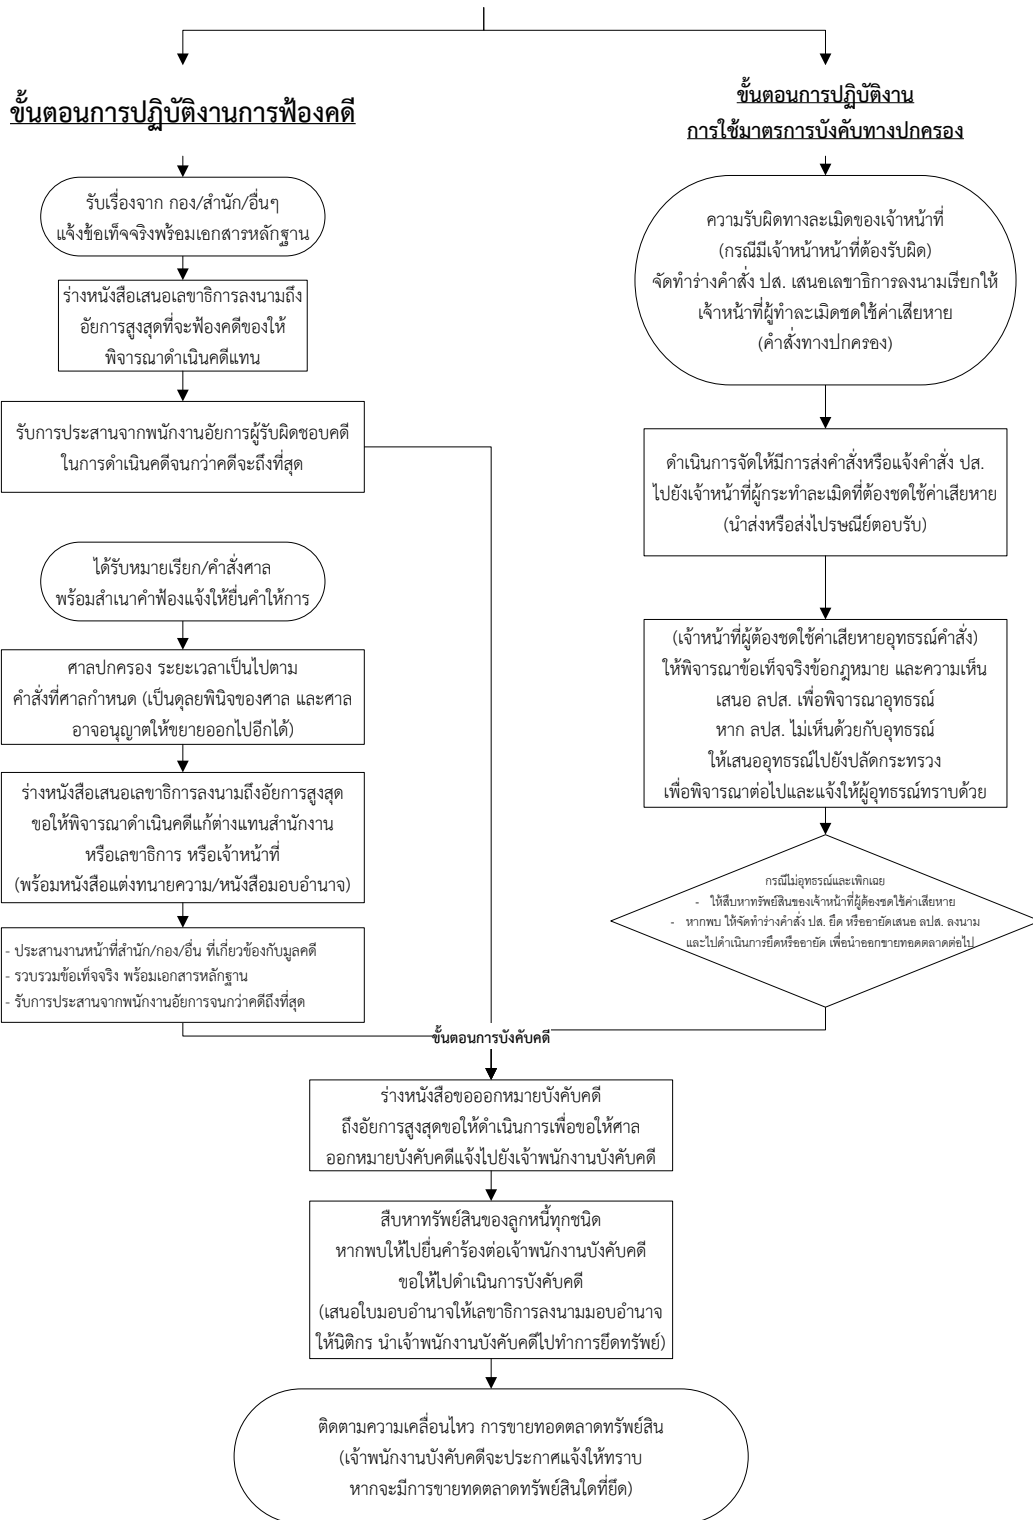 ขั้นตอนการปฏิบัติงานการฟ้องคดี
รับเรื่องจาก กอง/สำนัก/อื่นๆ
แจ้งข้อเท็จจริงพร้อมเอกสารหลักฐาน
ร่างหนังสือเสนอเลขาธิการลงนามถึง
อัยการสูงสุดที่จะฟ้องคดีของให้
พิจารณาดำเนินคดีแทน
รับการประสานจากพนักงานอัยการผู้รับผิดชอบคดี
ในการดำเนินคดีจนกว่าคดีจะถึงที่สุด
ได้รับหมายเรียก/คำสั่งศาล
พร้อมสำเนาคำฟ้องแจ้งให้ยื่นคำให้การ
ศาลปกครอง ระยะเวลาเป็นไปตาม
คำสั่งที่ศาลกำหนด (เป็นดุลยพินิจของศาล และศาล
อาจอนุญาตให้ขยายออกไปอีกได้)
ร่างหนังสือเสนอเลขาธิการลงนามถึงอัยการสูงสุด
ขอให้พิจารณาดำเนินคดีแก้ต่างแทนสำนักงาน
หรือเลขาธิการ หรือเจ้าหน้าที่
(พร้อมหนังสือแต่งทนายความ/หนังสือมอบอำนาจ)
- ประสานงานหน้าที่สำนัก/กอง/อื่น ที่เกี่ยวข้องกับมูลคดี
- รวบรวมข้อเท็จจริง พร้อมเอกสารหลักฐาน
- รับการประสานจากพนักงานอัยการจนกว่าคดีถึงที่สุด
ขั้นตอนการปฏิบัติงาน
การใช้มาตรการบังคับทางปกครอง
ความรับผิดทางละเมิดของเจ้าหน้าที่
(กรณีมีเจ้าหน้าหน้าที่ต้องรับผิด)
จัดทำร่างคำสั่ง ปส. เสนอเลขาธิการลงนามเรียกให้
เจ้าหน้าที่ผู้ทำละเมิดชดใช้ค่าเสียหาย
(คำสั่งทางปกครอง)
ดำเนินการจัดให้มีการส่งคำสั่งหรือแจ้งคำสั่ง ปส.
ไปยังเจ้าหน้าที่ผู้กระทำละเมิดที่ต้องชดใช้ค่าเสียหาย
(นำส่งหรือส่งไปรษณีย์ตอบรับ)
(เจ้าหน้าที่ผู้ต้องชดใช้ค่าเสียหายอุทธรณ์คำสั่ง)
ให้พิจารณาข้อเท็จจริงข้อกฎหมาย และความเห็น
เสนอ ลปส. เพื่อพิจารณาอุทธรณ์
หาก ลปส. ไม่เห็นด้วยกับอุทธรณ์
ให้เสนออุทธรณ์ไปยังปลัดกระทรวง
เพื่อพิจารณาต่อไปและแจ้งให้ผู้อุทธรณ์ทราบด้วย
กรณีไม่อุทธรณ์และเพิกเฉย
- ให้สืบหาทรัพย์สินของเจ้าหน้าที่ผู้ต้องชดใช้ค่าเสียหาย
- หากพบ ให้จัดทำร่างคำสั่ง ปส. ยึด หรืออายัดเสนอ ลปส. ลงนาม
และไปดำเนินการยึดหรืออายัด เพื่อนำออกขายทอดตลาดต่อไป
ขั้นตอนการบังคับคดี
ร่างหนังสือขอออกหมายบังคับคดี
ถึงอัยการสูงสุดขอให้ดำเนินการเพื่อขอให้ศาล
ออกหมายบังคับคดีแจ้งไปยังเจ้าพนักงานบังคับคดี
สืบหาทรัพย์สินของลูกหนี้ทุกชนิด
หากพบให้ไปยื่นคำร้องต่อเจ้าพนักงานบังคับคดี
ขอให้ไปดำเนินการบังคับคดี
(เสนอใบมอบอำนาจให้เลขาธิการลงนามมอบอำนาจ
ให้นิติกร นำเจ้าพนักงานบังคับคดีไปทำการยึดทรัพย์)
ติดตามความเคลื่อนไหว การขายทอดตลาดทรัพย์สิน
(เจ้าพนักงานบังคับคดีจะประกาศแจ้งให้ทราบ
หากจะมีการขายทดตลาดทรัพย์สินใดที่ยึด)